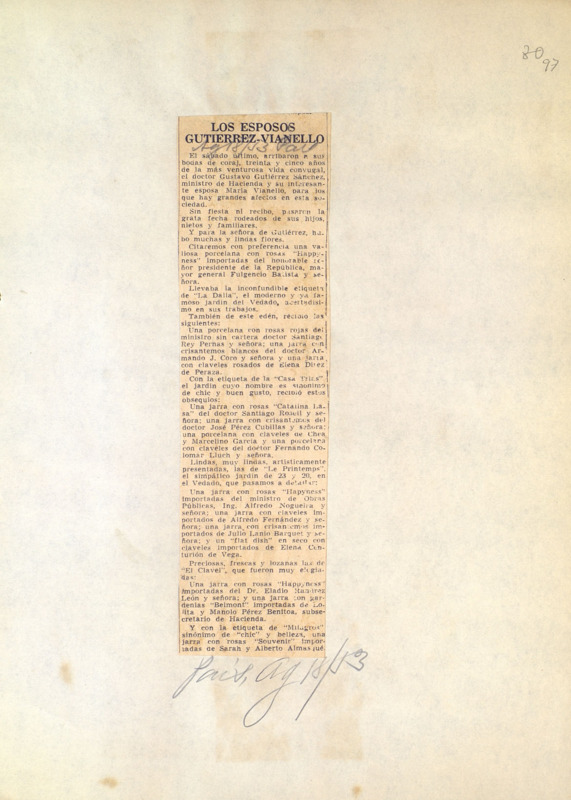 80
97
LOS ESPOSOS
GUTIERREZ-VIANELLO
Ag 18/53
El sábado último, arribaron a sus
bodas de coral, treinta y cinco años
de la más venturosa vida conyugal,
el doctor Gustavo Gutiérrez Sánchez,
ministro de Hacienda y su interesan-
te esposa María Vianello, para los
que hay grandes afectos en esta so-
ciedad.
Sin fiesta ni recibo, pasaron la
grata fecha rodeados de sus hijos,
nietos y familiares.
Y para la señora de Gutiérrez, hu-
bo muchas y lindas flores.
Citaremos con preferencia una va-
liosa porcelana con rosas "Happy-
ness" importadas del honorable se-
ñor presidente de la República, ma-
yor general Fulgencio Batista y se-
ñora.
Llevaba la inconfundible etiqueta
de "La Dalia", el moderno y ya fa-
moso jardín del Vedado, acertadísi-
mo en sus trabajos.
También de este edén, recibió las
siguientes:
Una porcelana con rosas rojas del
ministro sin cartera doctor Santiago
Rey Pernas y señora; una jarra con
crisantemos blancos del doctor Ar-
mando J. Coro y señora y una jarra
con claveles rosados de Elena Díaz
de Peraza.
Con la etiqueta de la "Casa Trías"
el jardín cuyo nombre es sinónimo
de chic y buen gusto, recibió estos
obsequios:
Una jarra con rosas "Catalina La-
sa" del doctor Santiago Rosell y se-
ñora; una jarra con crisantemos del
doctor José Pérez Cubillas y señora;
una porcelana con claveles de Chea
y Marcelino García y una porcelana
con claveles del doctor Fernando Co-
lomar Lluch y señora.
Lindas, muy lindas, artísticamente
presentadas, las de "Le Printemps",
el simpático jardín de 23 y 20, en
el Vedado, que pasamos a detallar:
Una jarra con rosas "Hapyness"
importadas del ministro de Obras
Públicas, Ing. Alfredo Nogueira y
señora; una jarra con claveles im-
portados de Alfredo Fernández y se-
ñora; una jarra con crisantemos im-
portados de Julio Lanio Barquet y se-
ñora; y un "flat dish" en seco con
claveles importados de Elena Cen-
turión de Vega.
Preciosas, frescas y lozanas las de
"El Clavel", que fueron muy elogia-
das:
Una jarra con rosas "Happyness"
importadas del Dr. Eladio Ramírez
León y señora; y una jarra con gar-
denias "Belmont" importadas de Lo-
lita y Manolo Pérez Benitoa, subse-
cretario de Hacienda.
Y con la etiqueta de "Milagros"
sinónimo de "chic" y belleza, una
jarra con rosas "Souvenir" impor-
tadas de Sarah y Alberto Almasqué
País, Ag 18/53